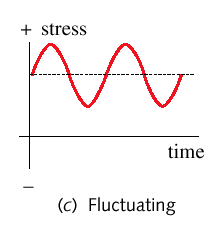 + stress
time
–
(c) Fluctuating